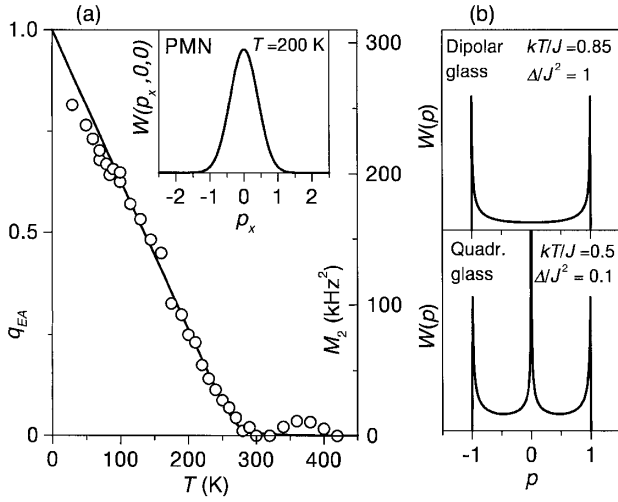 (a)
(b)
1.0
0.5
0
q_EA
PMN
T=200 K
W(p_x,0,0)
-2 -1 0 1 2
p_x
300
200
100
0
M_2 (kHz^2)
0 100 200 300 400
T (K)
Dipolar kT/J=0.85
glass Δ/J^2 = 1
W(p)
Quadr. kT/J=0.5
glass Δ/J^2 = 0.1
W(p)
-1 0 1
p